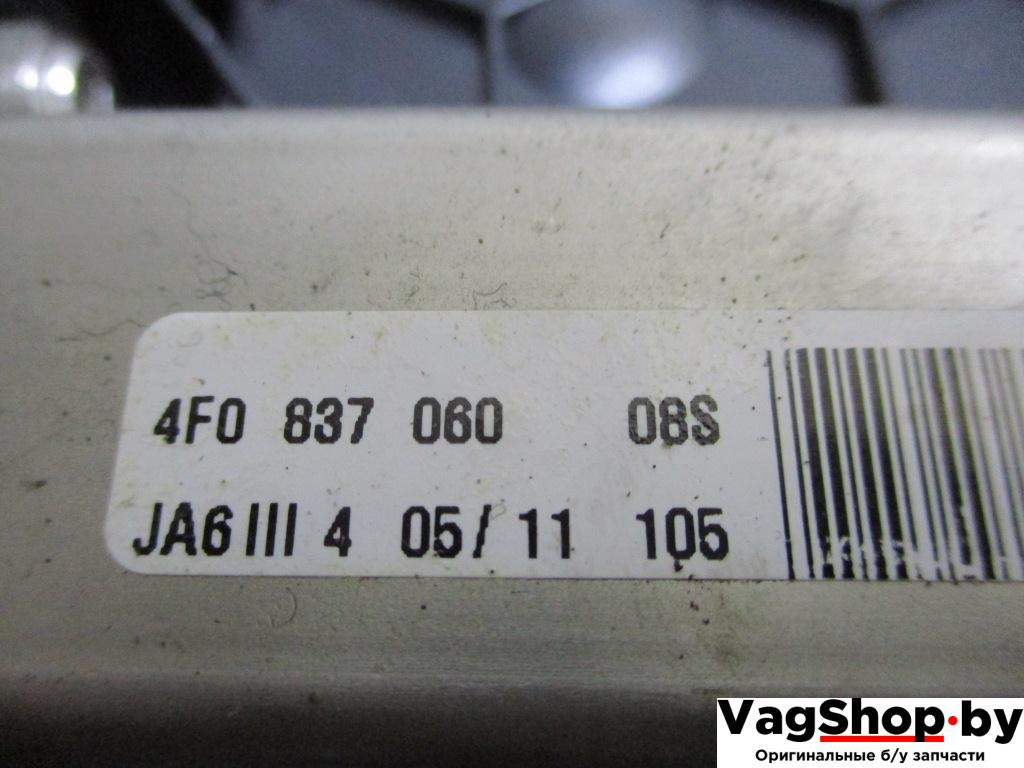 4F0 837 060 08S
JA6 III 4 05/11 105
VagShop.by
Оригинальные б/у запчасти